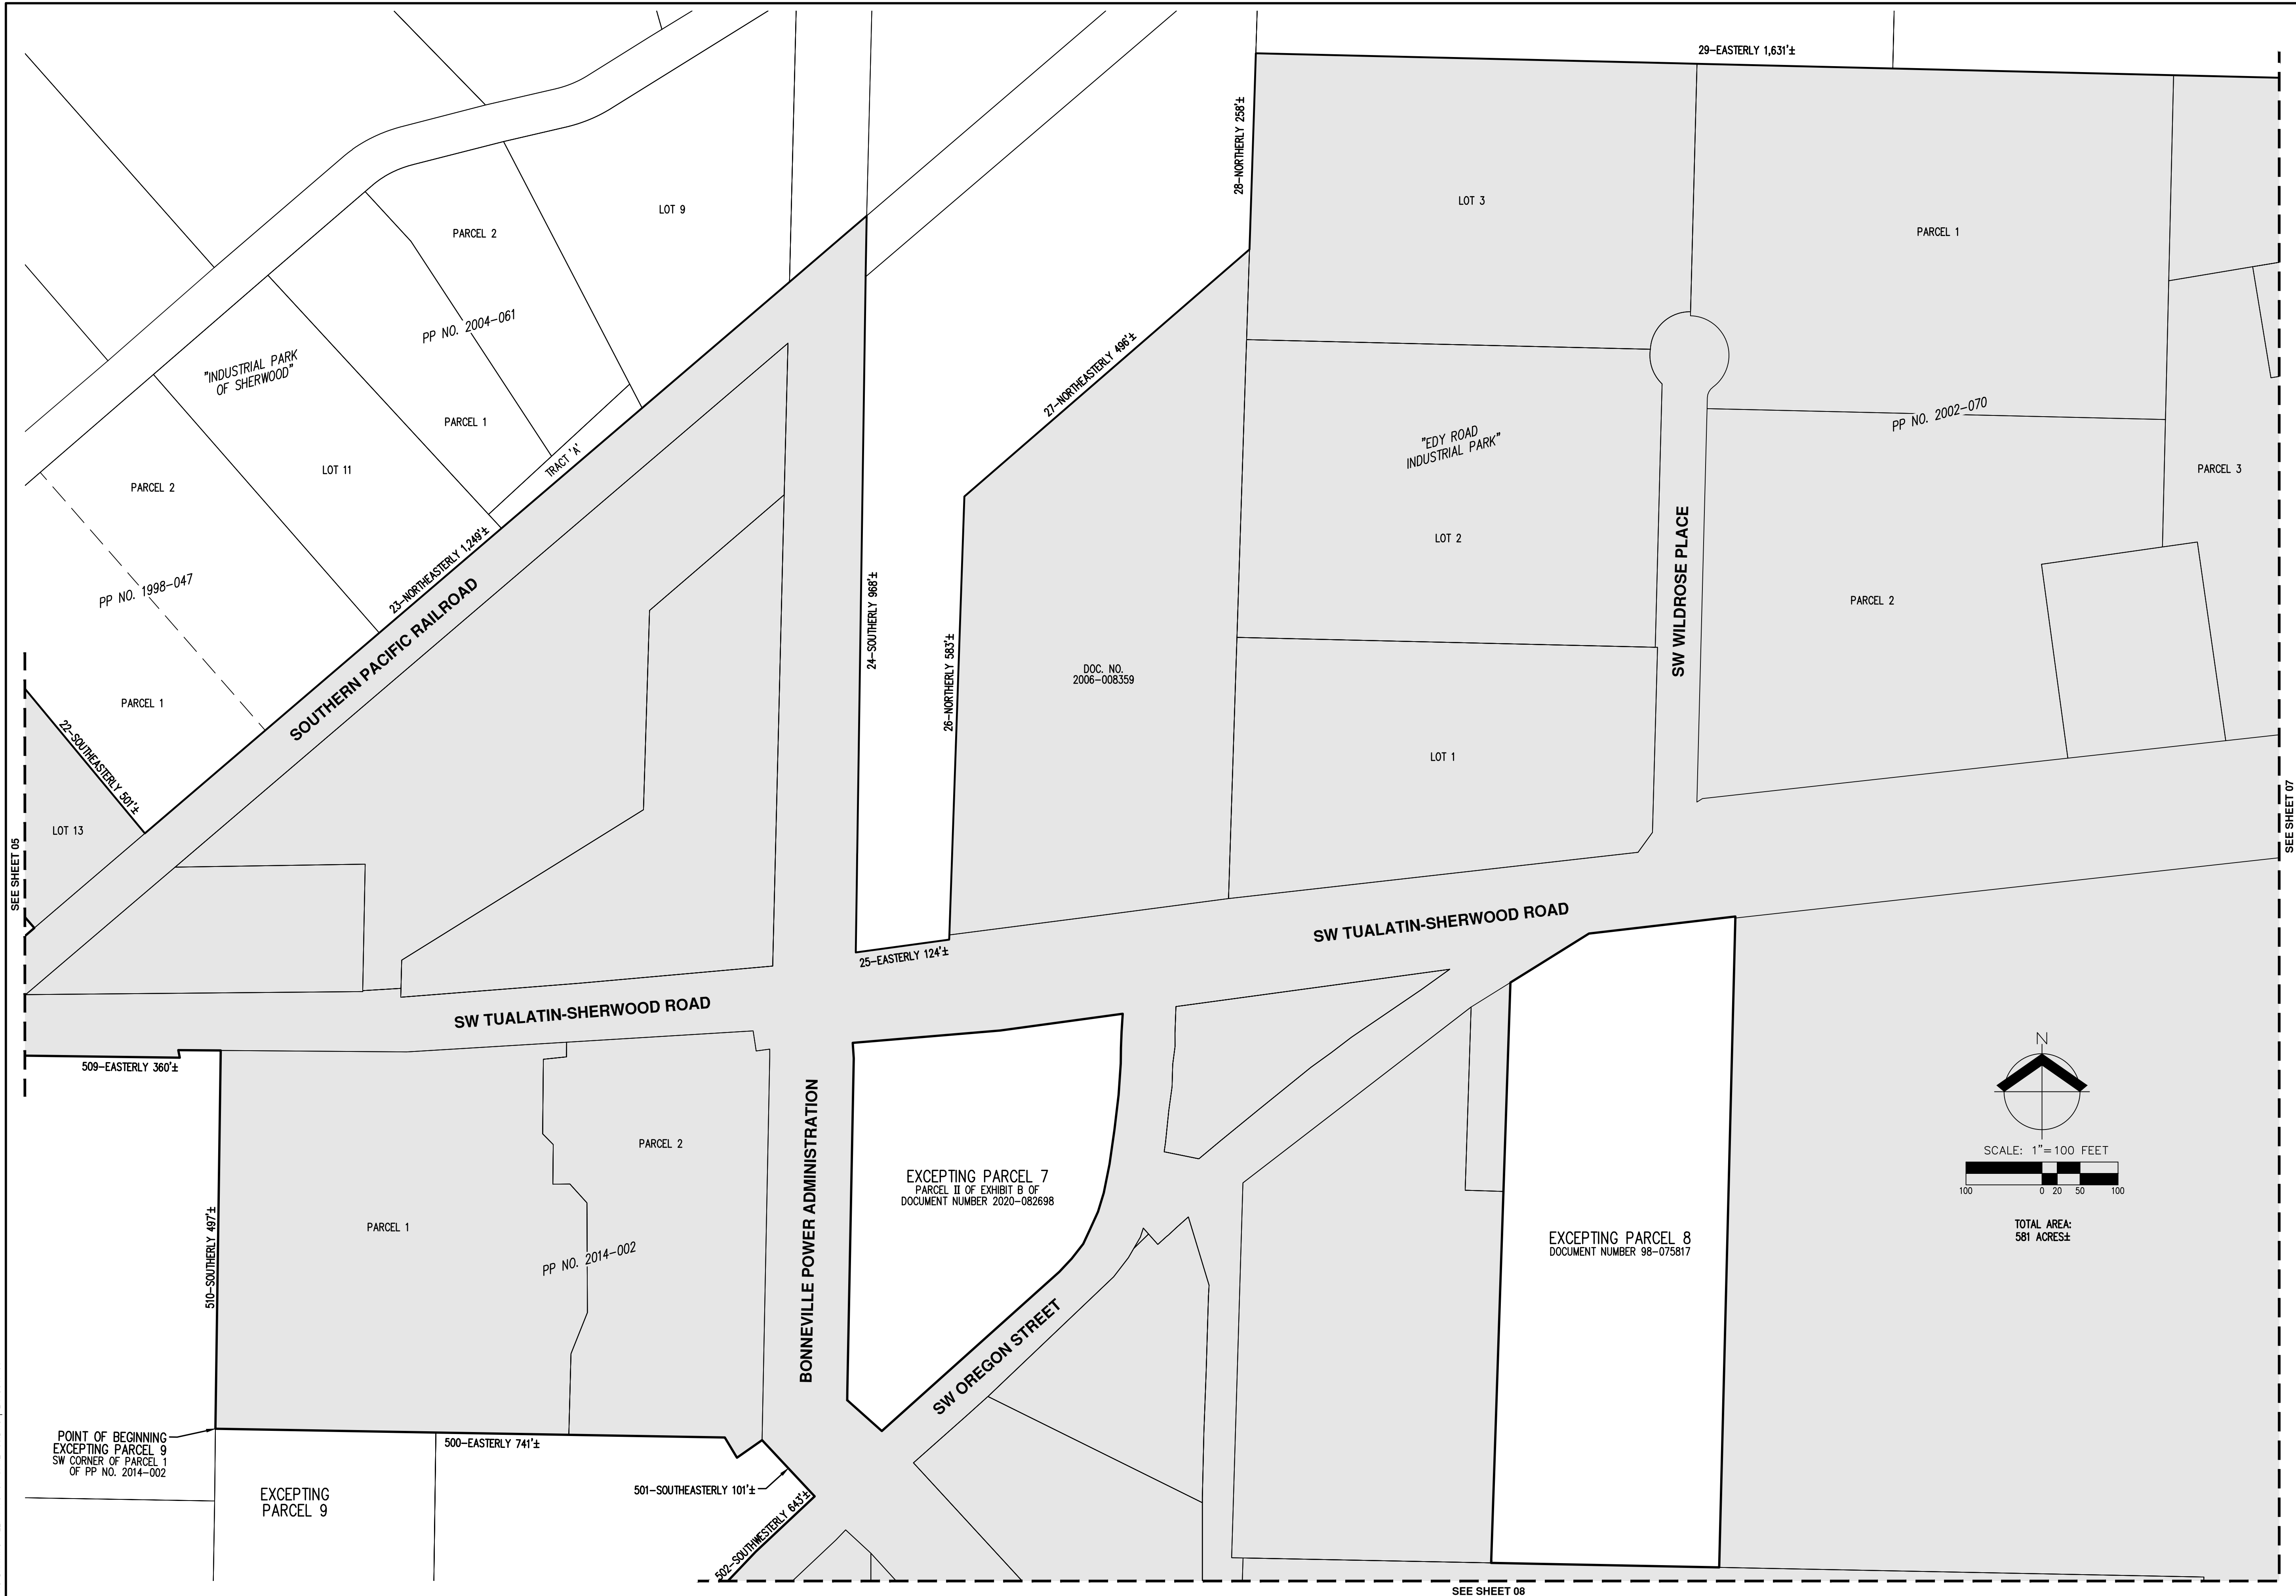 29-EASTERLY 1,631'±
28-NORTHERLY 258'±
LOT 9
LOT 3
PARCEL 2
PARCEL 1
PP NO. 2004-061
"INDUSTRIAL PARK
OF SHERWOOD"
27-NORTHEASTERLY 496'±
PARCEL 1
PP NO. 2002-070
"EDY ROAD
INDUSTRIAL PARK"
TRACT 'A'
LOT 11
PARCEL 2
PARCEL 3
23-NORTHEASTERLY 1,249'±
LOT 2
SW WILDROSE PLACE
PP NO. 1998-047
PARCEL 2
SOUTHERN PACIFIC RAILROAD
24-SOUTHERLY 968'±
26-NORTHERLY 583'±
DOC. NO.
2006-008359
PARCEL 1
22-SOUTHEASTERLY 501'±
LOT 1
LOT 13
SEE SHEET 05
SEE SHEET 07
SW TUALATIN-SHERWOOD ROAD
25-EASTERLY 124'±
SW TUALATIN-SHERWOOD ROAD
509-EASTERLY 360'±
N
SCALE: 1"=100 FEET
100 0 20 50 100
TOTAL AREA:
581 ACRES±
PARCEL 2
BONNEVILLE POWER ADMINISTRATION
EXCEPTING PARCEL 7
PARCEL II OF EXHIBIT B OF
DOCUMENT NUMBER 2020-082698
510-SOUTHERLY 497'±
PARCEL 1
PP NO. 2014-002
EXCEPTING PARCEL 8
DOCUMENT NUMBER 98-075817
SW OREGON STREET
POINT OF BEGINNING
EXCEPTING PARCEL 9
SW CORNER OF PARCEL 1
OF PP NO. 2014-002
500-EASTERLY 741'±
501-SOUTHEASTERLY 101'±
EXCEPTING
PARCEL 9
502-SOUTHWESTERLY 643'±
SEE SHEET 08